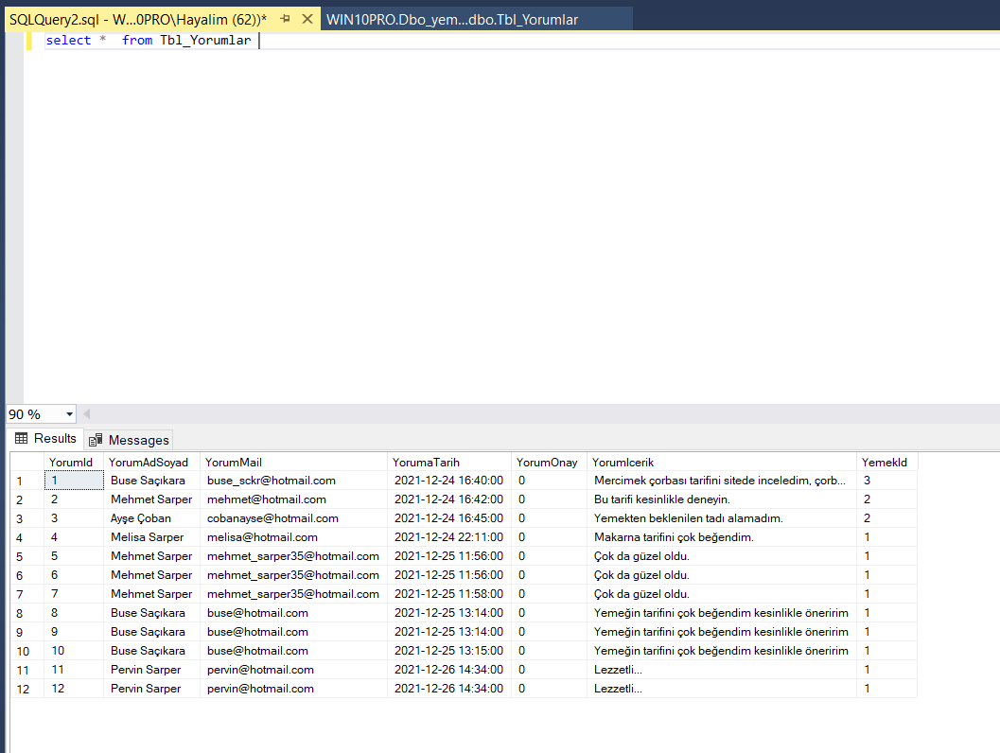 SQLQuery2.sql - W...0PRO\Hayalim (62))* WIN10PRO.Dbo_yem...dbo.Tbl_Yorumlar
select * from Tbl_Yorumlar
90 %
Results Messages
YorumId YorumAdSoyad YorumMail YorumaTarih YorumOnay YorumIcerik YemekId
1 1 Buse Saçıkara buse_sckr@hotmail.com 2021-12-24 16:40:00 0 Mercimek çorbası tarifini sitede inceledim, çorb... 3
2 2 Mehmet Sarper mehmet@hotmail.com 2021-12-24 16:42:00 0 Bu tarifi kesinlikle deneyin. 2
3 3 Ayşe Çoban cobanayse@hotmail.com 2021-12-24 16:45:00 0 Yemekten beklenilen tadı alamadım. 2
4 4 Melisa Sarper melisa@hotmail.com 2021-12-24 22:11:00 0 Makarna tarifini çok beğendim. 1
5 5 Mehmet Sarper mehmet_sarper35@hotmail.com 2021-12-25 11:56:00 0 Çok da güzel oldu. 1
6 6 Mehmet Sarper mehmet_sarper35@hotmail.com 2021-12-25 11:56:00 0 Çok da güzel oldu. 1
7 7 Mehmet Sarper mehmet_sarper35@hotmail.com 2021-12-25 11:58:00 0 Çok da güzel oldu. 1
8 8 Buse Saçıkara buse@hotmail.com 2021-12-25 13:14:00 0 Yemeğin tarifini çok beğendim kesinlikle öneririm 1
9 9 Buse Saçıkara buse@hotmail.com 2021-12-25 13:14:00 0 Yemeğin tarifini çok beğendim kesinlikle öneririm 1
10 10 Buse Saçıkara buse@hotmail.com 2021-12-25 13:15:00 0 Yemeğin tarifini çok beğendim kesinlikle öneririm 1
11 11 Pervin Sarper pervin@hotmail.com 2021-12-26 14:34:00 0 Lezzetli... 1
12 12 Pervin Sarper pervin@hotmail.com 2021-12-26 14:34:00 0 Lezzetli... 1